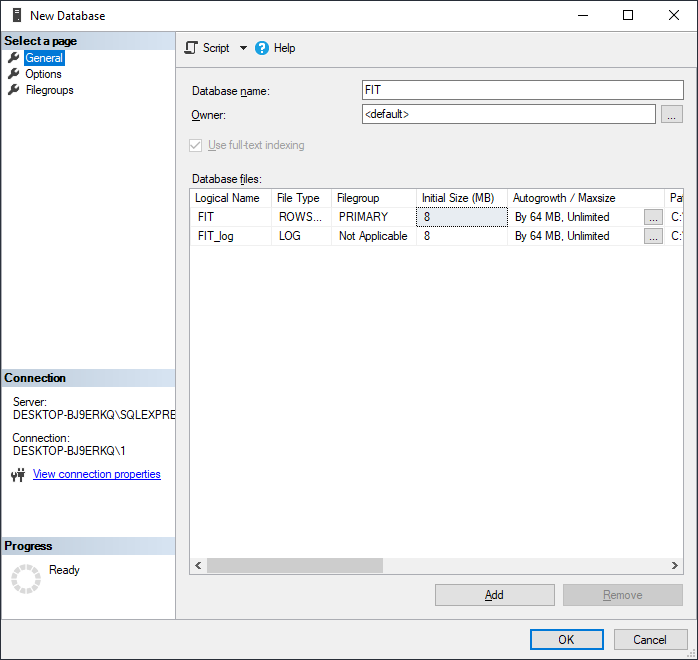 New Database
Select a page
General
Options
Filegroups
Script Help
Database name: FIT
Owner: <default> ...
Use full-text indexing
Database files:
Logical Name File Type Filegroup Initial Size (MB) Autogrowth / Maxsize Pa
FIT ROWS... PRIMARY 8 By 64 MB, Unlimited ... C:\
FIT_log LOG Not Applicable 8 By 64 MB, Unlimited ... C:\
Connection
Server:
DESKTOP-BJ9ERKQ\SQLEXPRE
Connection:
DESKTOP-BJ9ERKQ\1
View connection properties
Progress
Ready
Add Remove
OK Cancel